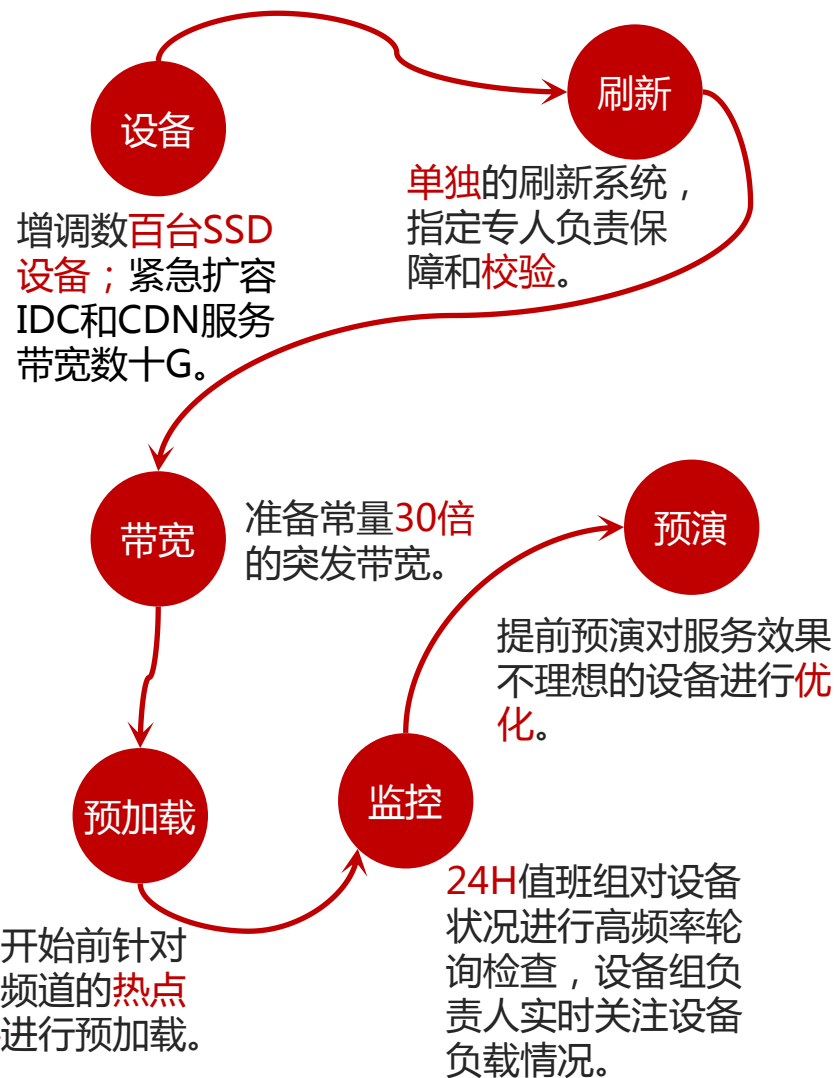 设备
增调数百台SSD
设备；紧急扩容
IDC和CDN服务
带宽数十G。
刷新
单独的刷新系统，
指定专人负责保
障和校验。
带宽
准备常量30倍
的突发带宽。
预加载
开始前针对
频道的热点
进行预加载。
监控
24H值班组对设备
状况进行高频率轮
询检查，设备组负
责人实时关注设备
负载情况。
预演
提前预演对服务效果
不理想的设备进行优
化。